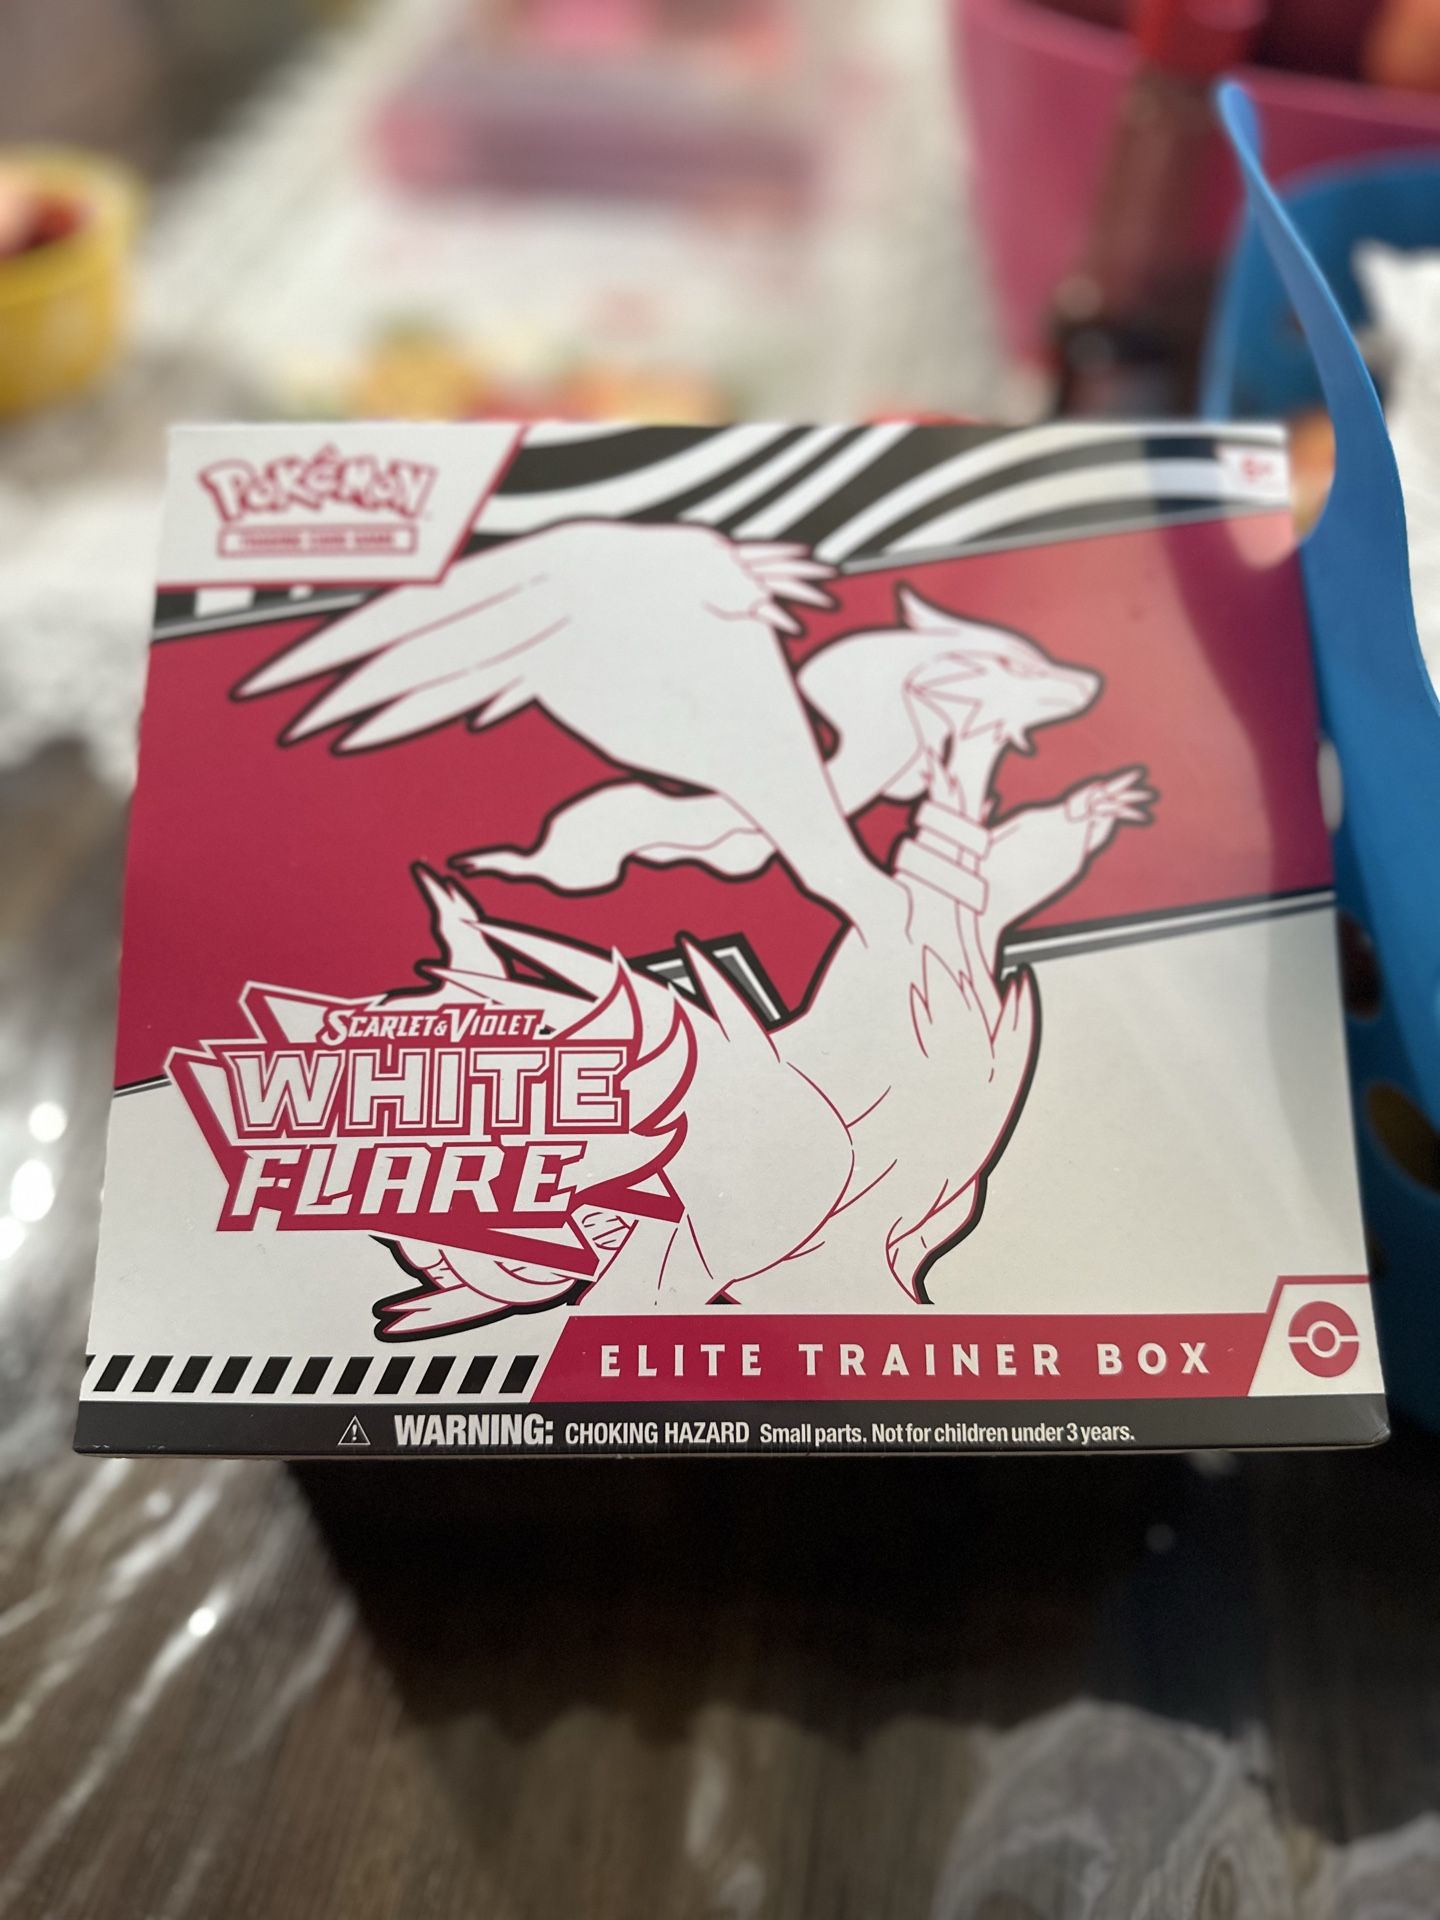 POKÉMON
TRADING CARD GAME
6+
SCARLET & VIOLET
WHITE
FLARE
ELITE TRAINER BOX
WARNING: CHOKING HAZARD Small parts. Not for children under 3 years.